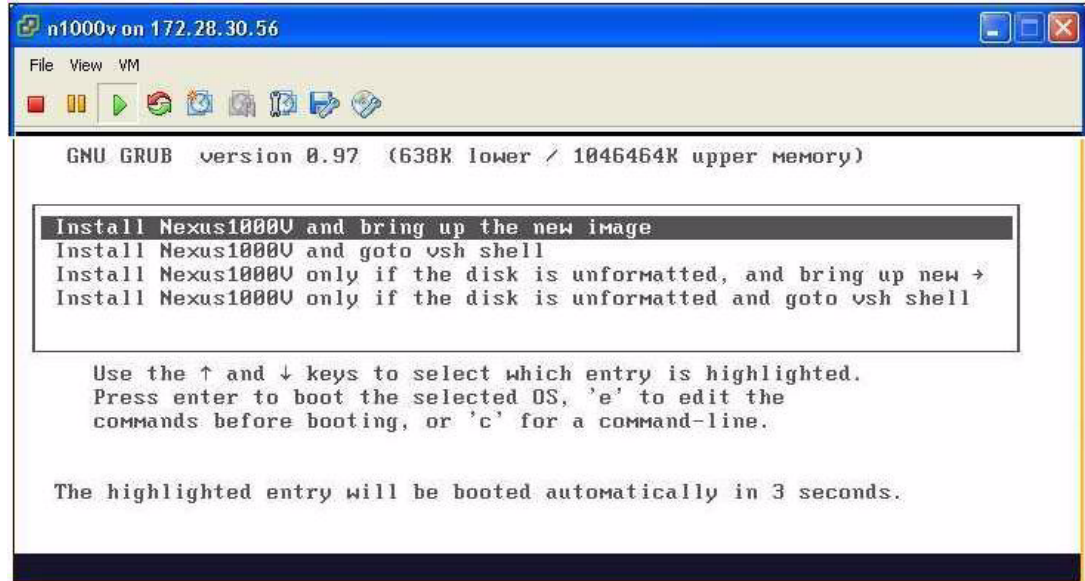 n1000v on 172.28.30.56
File View VM
GNU GRUB version 0.97 (638K lower / 1046464K upper memory)
Install Nexus1000V and bring up the new image
Install Nexus1000V and goto vsh shell
Install Nexus1000V only if the disk is unformatted, and bring up new →
Install Nexus1000V only if the disk is unformatted and goto vsh shell
Use the ↑ and ↓ keys to select which entry is highlighted.
Press enter to boot the selected OS, 'e' to edit the
commands before booting, or 'c' for a command-line.
The highlighted entry will be booted automatically in 3 seconds.